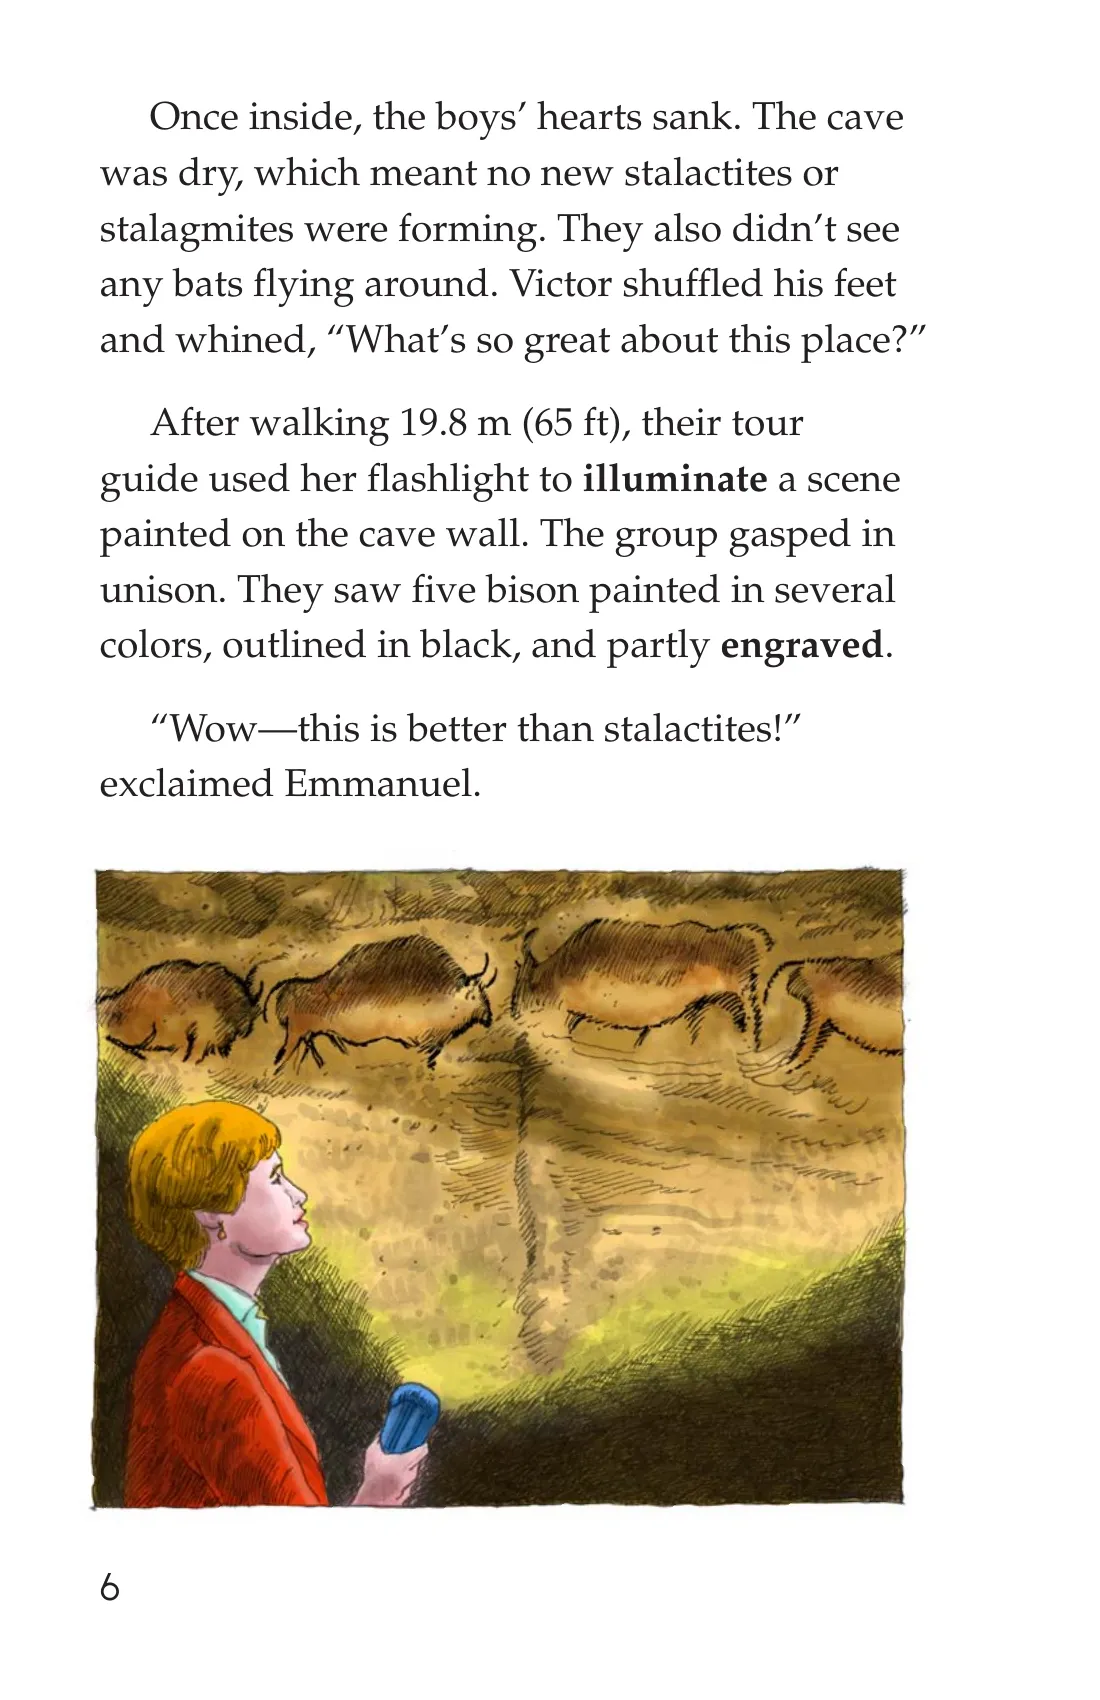 Once inside, the boys’ hearts sank. The cave
was dry, which meant no new stalactites or
stalagmites were forming. They also didn’t see
any bats flying around. Victor shuffled his feet
and whined, “What’s so great about this place?”
After walking 19.8 m (65 ft), their tour
guide used her flashlight to illuminate a scene
painted on the cave wall. The group gasped in
unison. They saw five bison painted in several
colors, outlined in black, and partly engraved.
“Wow—this is better than stalactites!”
exclaimed Emmanuel.
6